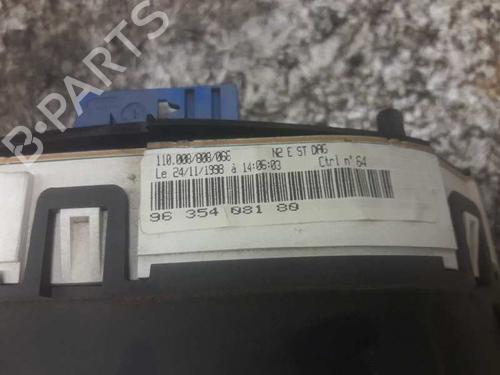 110.008/808/066 N2 E ST DAG
Le 24/11/1998 à 14:06:03 Ctrl n° 64
96 354 081 80
B-PARTS